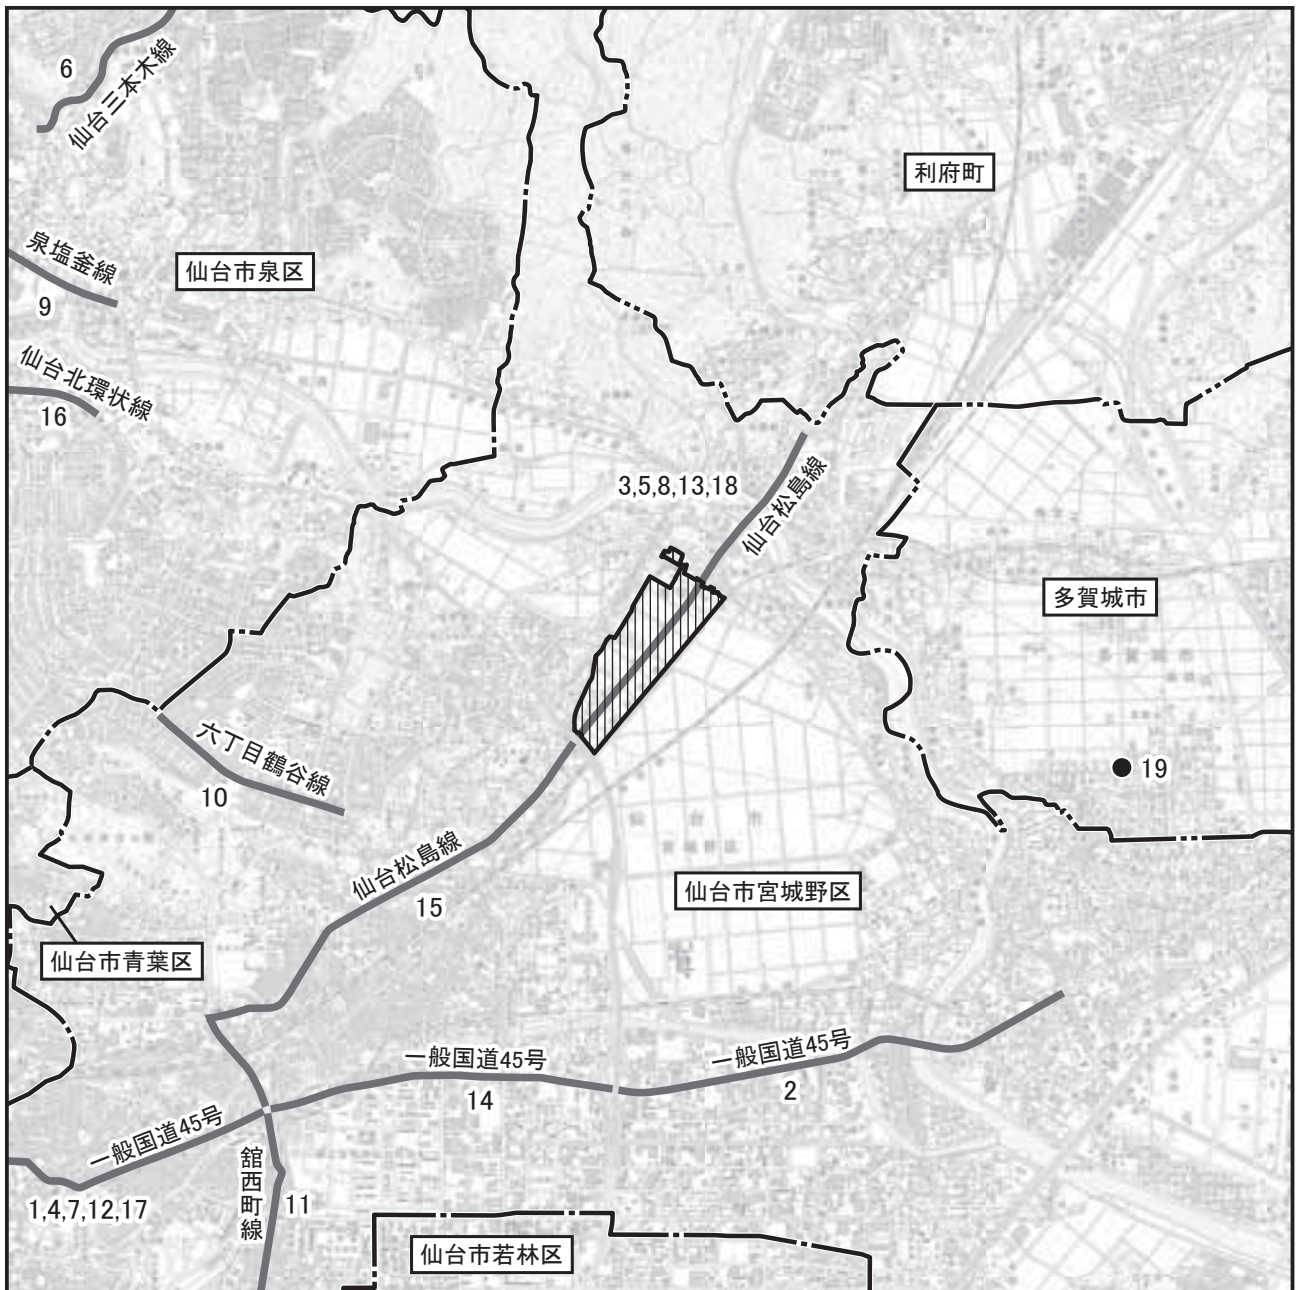 6
仙台三本木線
利府町
泉塩釜線
仙台市泉区
9
仙台北環状線
16
3,5,8,13,18
仙台松島線
多賀城市
六丁目鶴谷線
10
19
仙台松島線
15
仙台市宮城野区
仙台市青葉区
一般国道45号
14
一般国道45号
2
一般国道45号
1,4,7,12,17
舘西町線
11
仙台市若林区